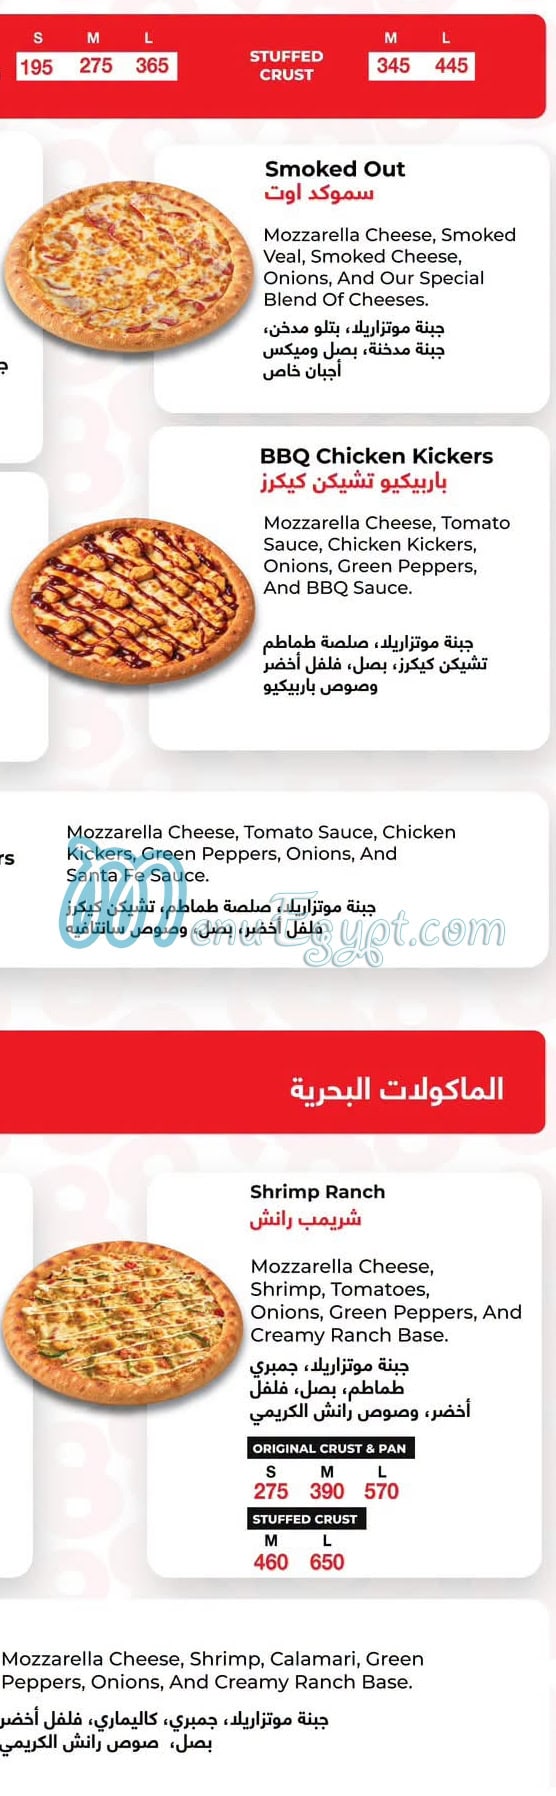 S M L
195 275 365
STUFFED
CRUST
M L
345 445
Smoked Out
سموكد اوت
Mozzarella Cheese, Smoked
Veal, Smoked Cheese,
Onions, And Our Special
Blend Of Cheeses.
جبنة موتزاريلا، بتلو مدخن،
جبنة مدخنة، بصل وميكس
أجبان خاص
BBQ Chicken Kickers
باربيكيو تشيكن كيكرز
Mozzarella Cheese, Tomato
Sauce, Chicken Kickers,
Onions, Green Peppers,
And BBQ Sauce.
جبنة موتزاريلا، صلصة طماطم
تشيكن كيكرز، بصل، فلفل أخضر
وصوص باربيكيو
rs
Mozzarella Cheese, Tomato Sauce, Chicken
Kickers, Green Peppers, Onions, And
Santa Fe Sauce.
جبنة موتزاريلا، صلصة طماطم، تشيكن كيكرز
فلفل أخضر، بصل، وصوص سانتافيه
MenuEgypt.com
الماكولات البحرية
Shrimp Ranch
شريمب رانش
Mozzarella Cheese,
Shrimp, Tomatoes,
Onions, Green Peppers, And
Creamy Ranch Base.
جبنة موتزاريلا، جمبري
طماطم، بصل، فلفل
أخضر، وصوص رانش الكريمي
ORIGINAL CRUST & PAN
S M L
275 390 570
STUFFED CRUST
M L
460 650
Mozzarella Cheese, Shrimp, Calamari, Green
Peppers, Onions, And Creamy Ranch Base.
جبنة موتزاريلا، جمبري، كاليماري، فلفل أخضر
بصل، صوص رانش الكريمي